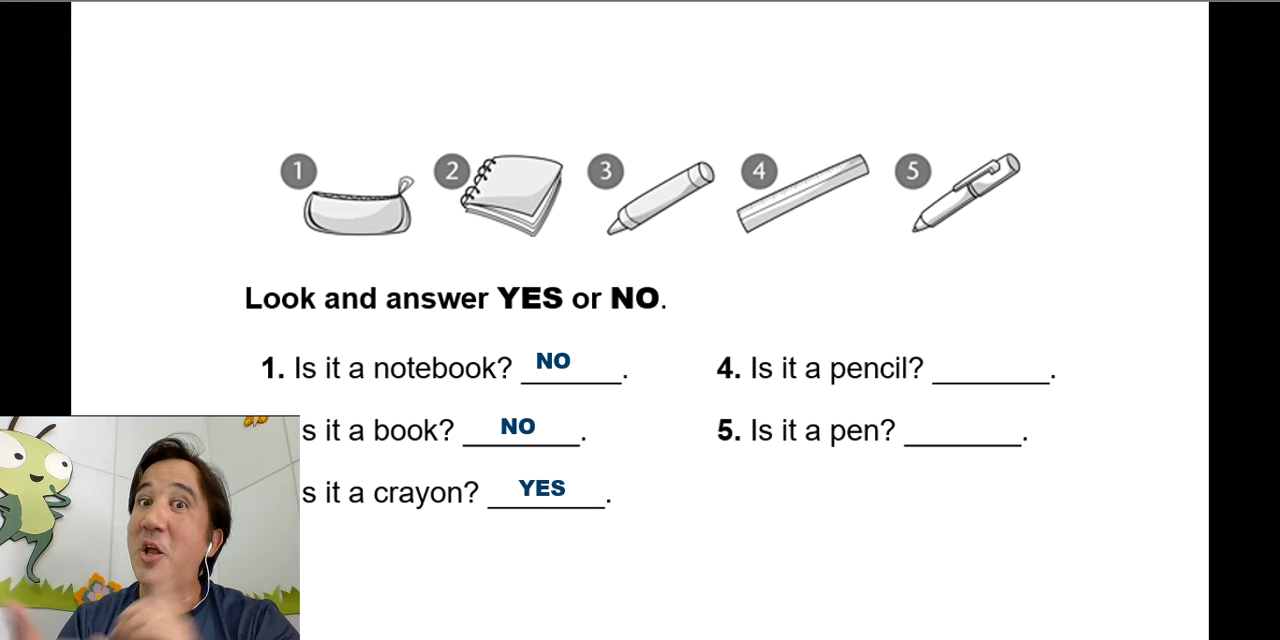 1 2 3 4 5
Look and answer YES or NO.
1. Is it a notebook? NO.
s it a book? NO.
s it a crayon? YES.
4. Is it a pencil? ________.
5. Is it a pen? ________.